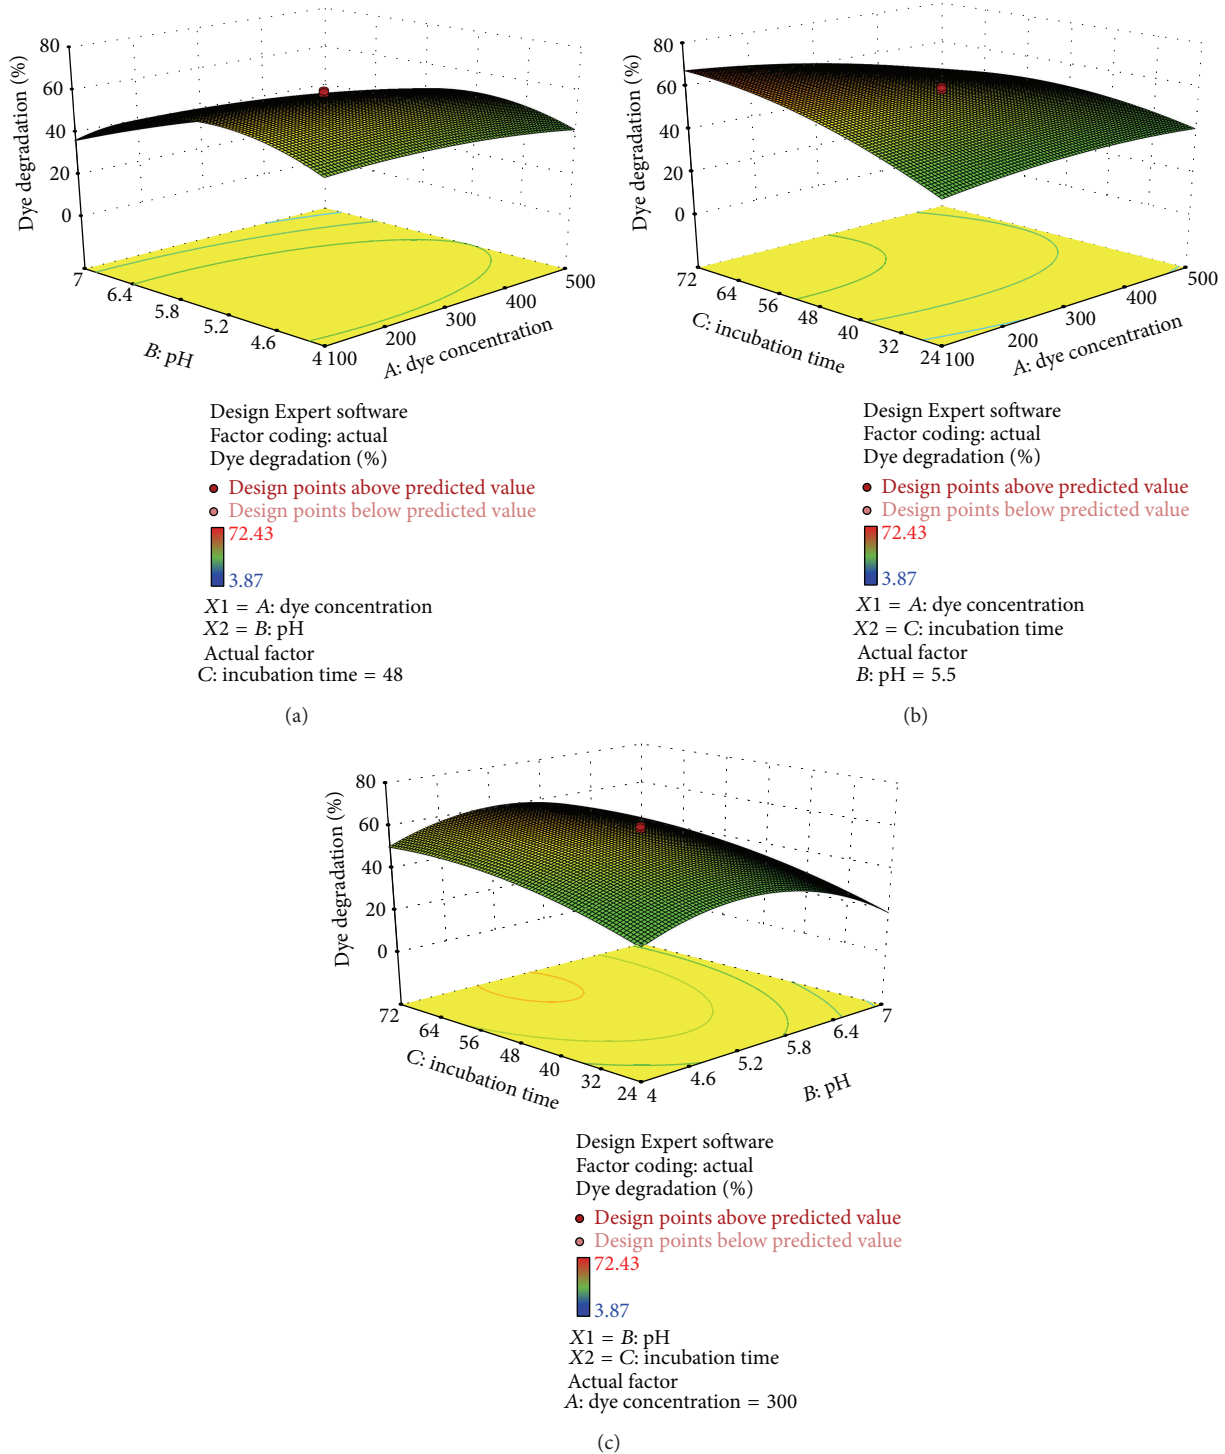 80
60
40
20
0
Dye degradation (%)
7
6.4
5.8
5.2
4.6
4
B: pH
100
200
300
400
500
A: dye concentration
Design Expert software
Factor coding: actual
Dye degradation (%)
Design points above predicted value
Design points below predicted value
72.43
3.87
X1 = A: dye concentration
X2 = B: pH
Actual factor
C: incubation time = 48
(a)
80
60
40
20
0
Dye degradation (%)
72
64
56
48
40
32
24
C: incubation time
100
200
300
400
500
A: dye concentration
Design Expert software
Factor coding: actual
Dye degradation (%)
Design points above predicted value
Design points below predicted value
72.43
3.87
X1 = A: dye concentration
X2 = C: incubation time
Actual factor
B: pH = 5.5
(b)
80
60
40
20
0
Dye degradation (%)
72
64
56
48
40
32
24
C: incubation time
4
4.6
5.2
5.8
6.4
7
B: pH
Design Expert software
Factor coding: actual
Dye degradation (%)
Design points above predicted value
Design points below predicted value
72.43
3.87
X1 = B: pH
X2 = C: incubation time
Actual factor
A: dye concentration = 300
(c)